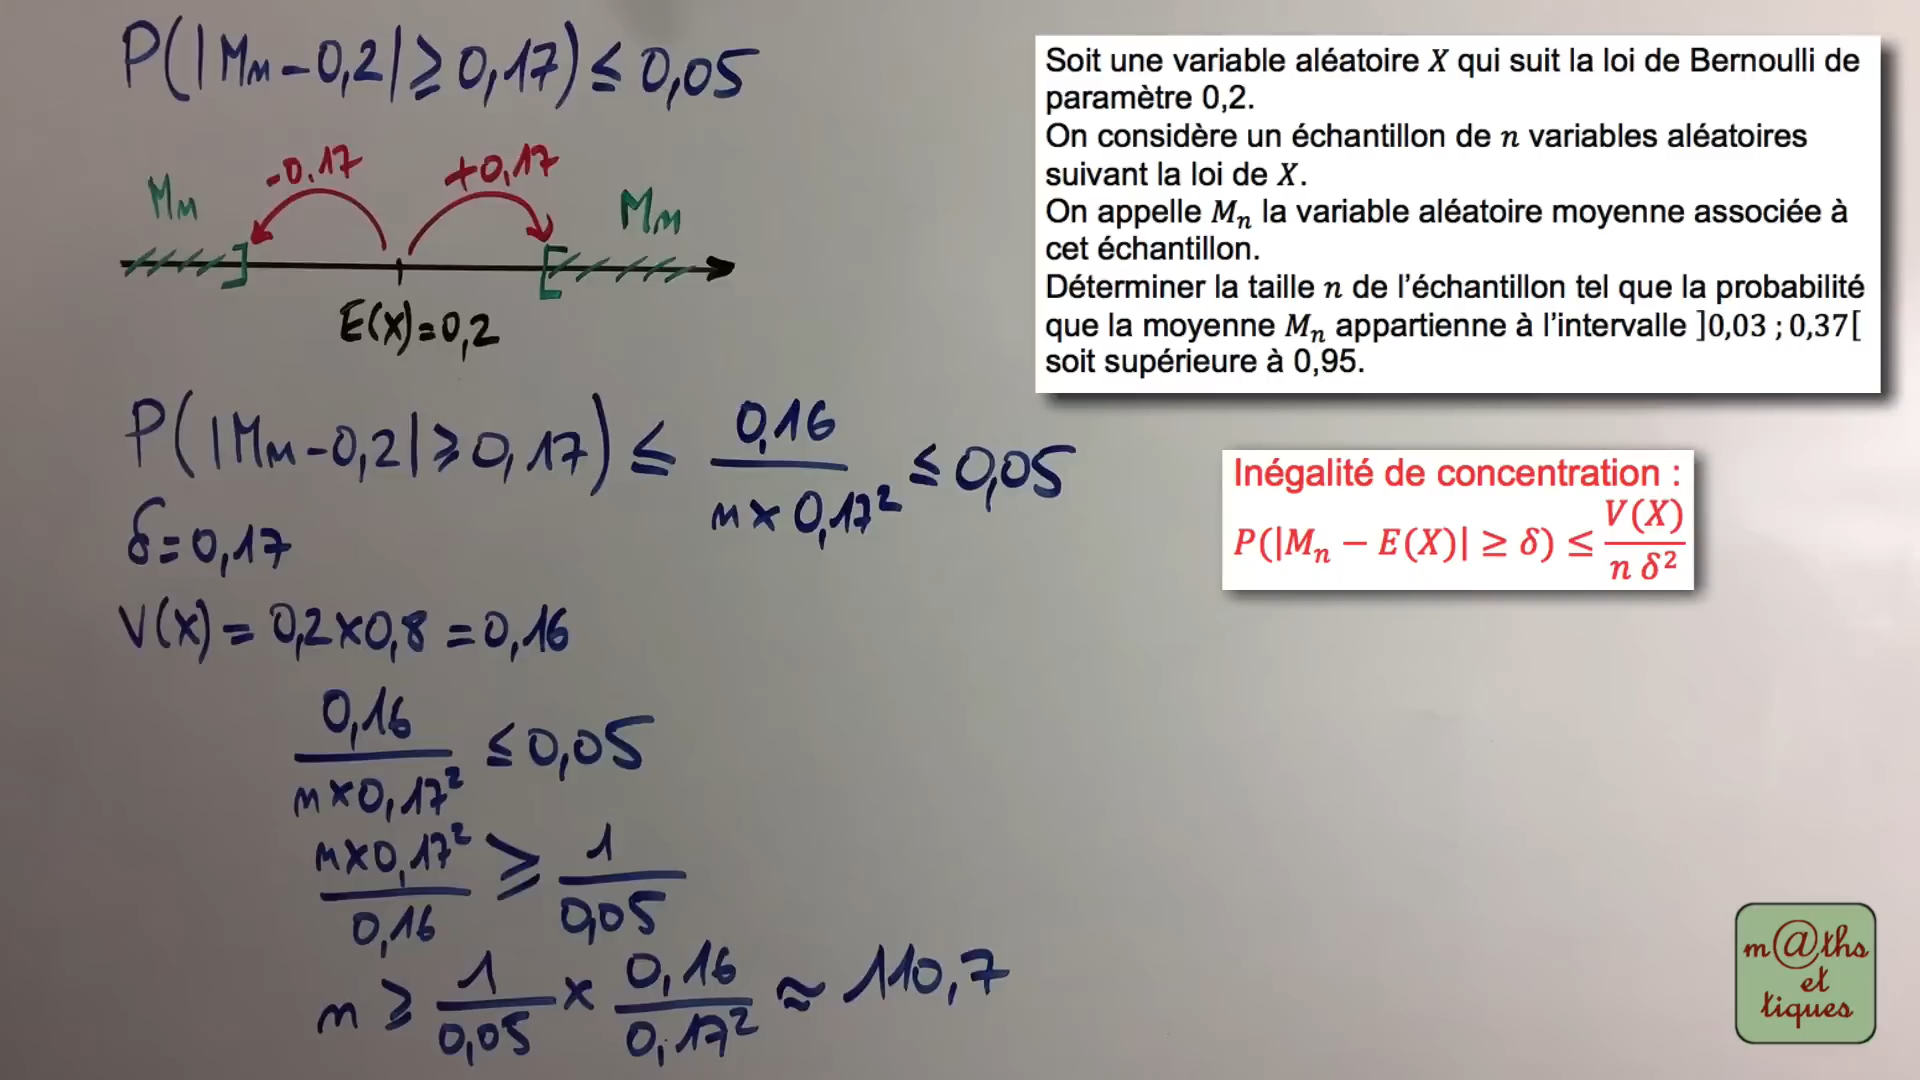 P(|Mn - 0,2| ≥ 0,17) ≤ 0,05
-0,17 +0,17
Mn Mn
E(X) = 0,2
P(|Mn - 0,2| ≥ 0,17) ≤ 0,16 / (n × 0,17²) ≤ 0,05
δ = 0,17
V(X) = 0,2 × 0,8 = 0,16
0,16 / (n × 0,17²) ≤ 0,05
(n × 0,17²) / 0,16 ≥ 1 / 0,05
n ≥ 1 / 0,05 × 0,16 / 0,17² ≈ 110,7
Soit une variable aléatoire X qui suit la loi de Bernoulli de
paramètre 0,2.
On considère un échantillon de n variables aléatoires
suivant la loi de X.
On appelle Mn la variable aléatoire moyenne associée à
cet échantillon.
Déterminer la taille n de l'échantillon tel que la probabilité
que la moyenne Mn appartienne à l'intervalle ]0,03 ; 0,37[
soit supérieure à 0,95.
Inégalité de concentration :
P(|Mn − E(X)| ≥ δ) ≤ V(X) / (n δ²)
m@ths
et
tiques